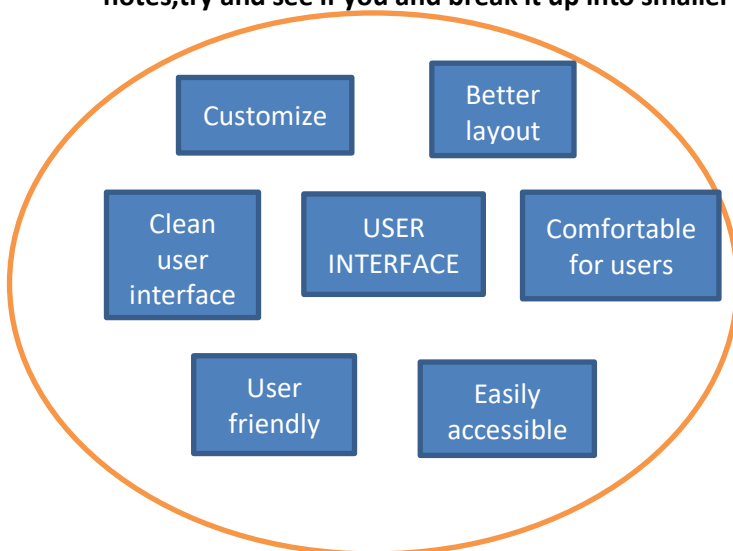 notes,try and see if you and break it up into smaller
Customize
Better
layout
Clean
user
interface
USER
INTERFACE
Comfortable
for users
User
friendly
Easily
accessible